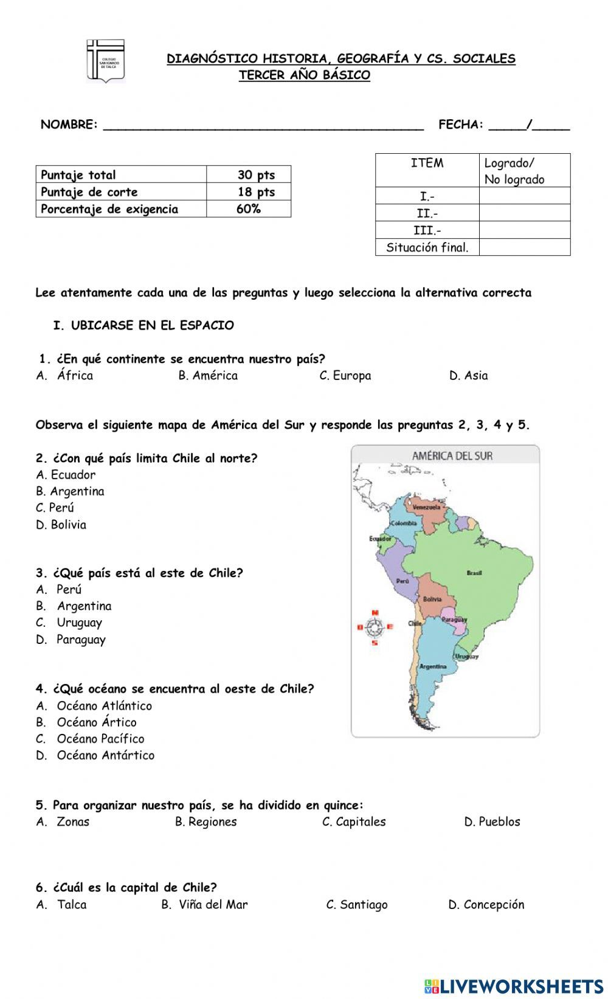 COLEGIO
SAN IGNACIO
DE TALCA
DIAGNÓSTICO HISTORIA, GEOGRAFÍA Y CS. SOCIALES
TERCER AÑO BÁSICO
NOMBRE: ___________________________________________ FECHA: _____/_____
Puntaje total 30 pts
Puntaje de corte 18 pts
Porcentaje de exigencia 60%
ITEM Logrado/
No logrado
I.-
II.-
III.-
Situación final.
Lee atentamente cada una de las preguntas y luego selecciona la alternativa correcta
I. UBICARSE EN EL ESPACIO
1. ¿En qué continente se encuentra nuestro país?
A. África B. América C. Europa D. Asia
Observa el siguiente mapa de América del Sur y responde las preguntas 2, 3, 4 y 5.
2. ¿Con qué país limita Chile al norte?
A. Ecuador
B. Argentina
C. Perú
D. Bolivia
3. ¿Qué país está al este de Chile?
A. Perú
B. Argentina
C. Uruguay
D. Paraguay
4. ¿Qué océano se encuentra al oeste de Chile?
A. Océano Atlántico
B. Océano Ártico
C. Océano Pacífico
D. Océano Antártico
AMÉRICA DEL SUR
Venezuela
Colombia
Ecuador
Brasil
Perú
Bolivia
N
Paraguay
Chile
O E
S
Uruguay
Argentina
5. Para organizar nuestro país, se ha dividido en quince:
A. Zonas B. Regiones C. Capitales D. Pueblos
6. ¿Cuál es la capital de Chile?
A. Talca B. Viña del Mar C. Santiago D. Concepción
LIVE LIVEWORKSHEETS